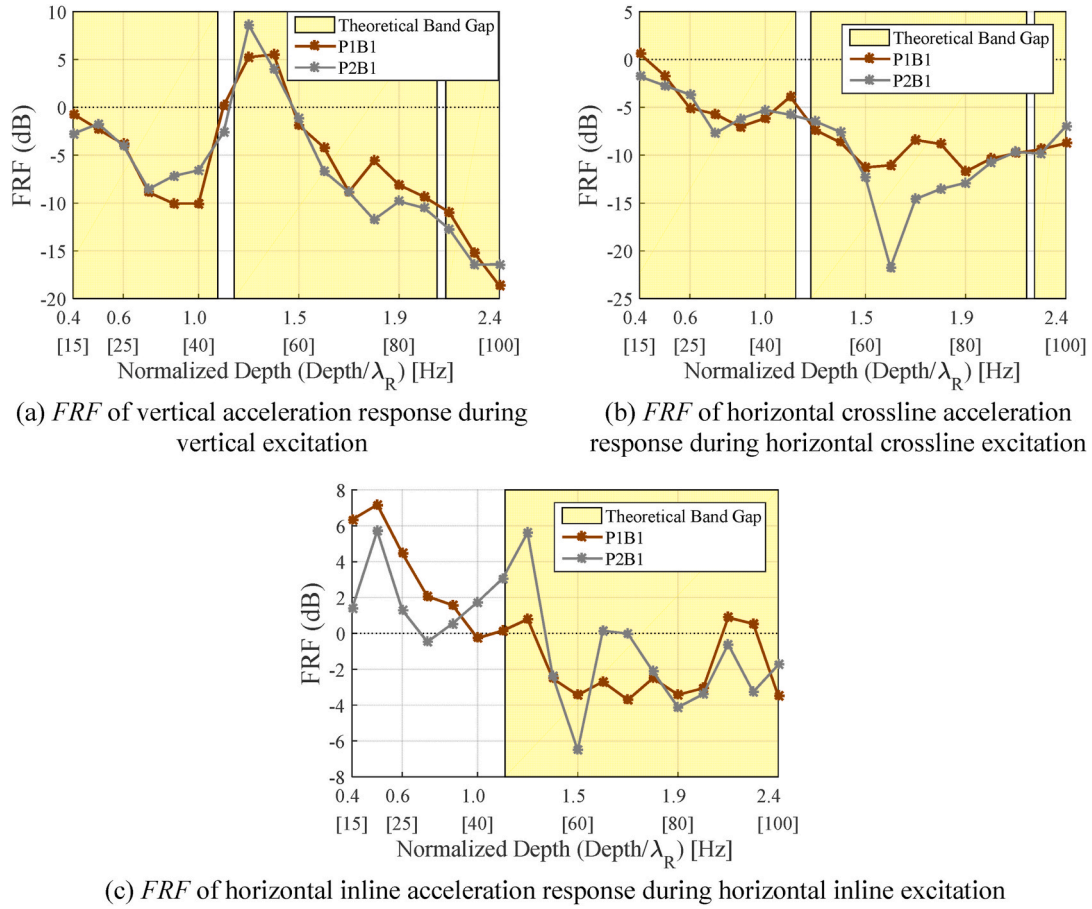 10
5
0
-5
-10
-15
-20
FRF (dB)
Theoretical Band Gap
P1B1
P2B1
0.4 0.6 1.0 1.5 1.9 2.4
[15] [25] [40] [60] [80] [100]
Normalized Depth (Depth/λR) [Hz]
(a) FRF of vertical acceleration response during
vertical excitation
5
0
-5
-10
-15
-20
-25
FRF (dB)
Theoretical Band Gap
P1B1
P2B1
0.4 0.6 1.0 1.5 1.9 2.4
[15] [25] [40] [60] [80] [100]
Normalized Depth (Depth/λR) [Hz]
(b) FRF of horizontal crossline acceleration
response during horizontal crossline excitation
8
6
4
2
0
-2
-4
-6
-8
FRF (dB)
Theoretical Band Gap
P1B1
P2B1
0.4 0.6 1.0 1.5 1.9 2.4
[15] [25] [40] [60] [80] [100]
Normalized Depth (Depth/λR) [Hz]
(c) FRF of horizontal inline acceleration response during horizontal inline excitation